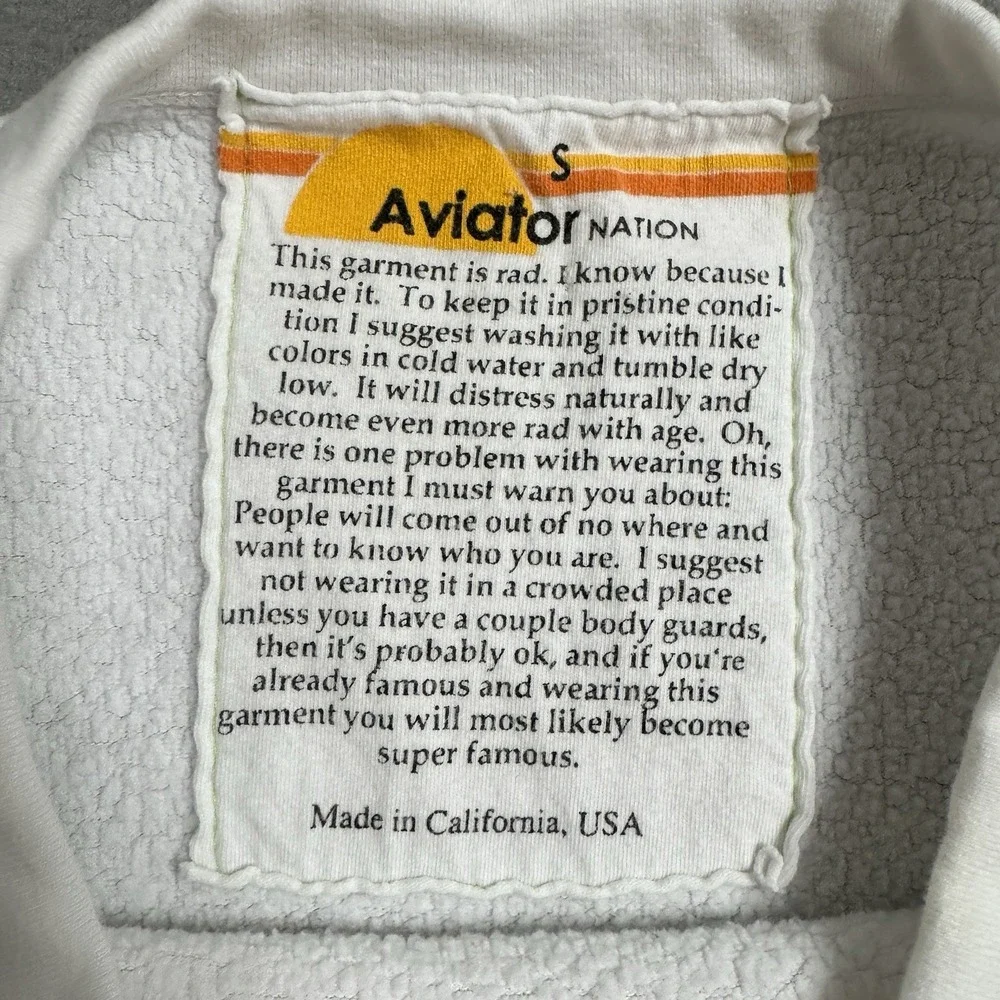 S
Aviator NATION
This garment is rad. I know because I
made it. To keep it in pristine condi-
tion I suggest washing it with like
colors in cold water and tumble dry
low. It will distress naturally and
become even more rad with age. Oh,
there is one problem with wearing this
garment I must warn you about:
People will come out of no where and
want to know who you are. I suggest
not wearing it in a crowded place
unless you have a couple body guards,
then it's probably ok, and if you're
already famous and wearing this
garment you will most likely become
super famous.
Made in California, USA